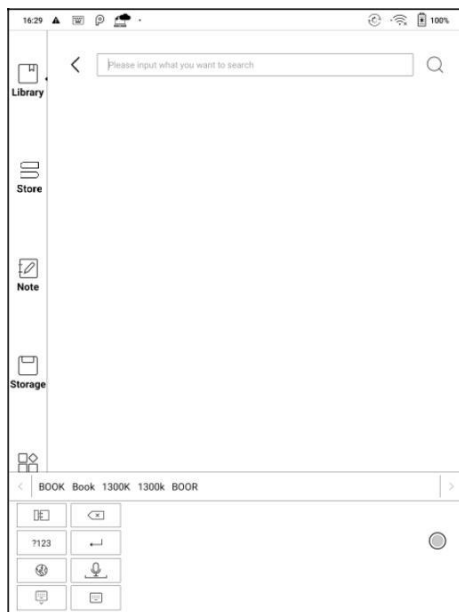 16:29 100%
Please input what you want to search
Library
Store
Note
Storage
BOOK Book 1300K 1300k BOOR
?123